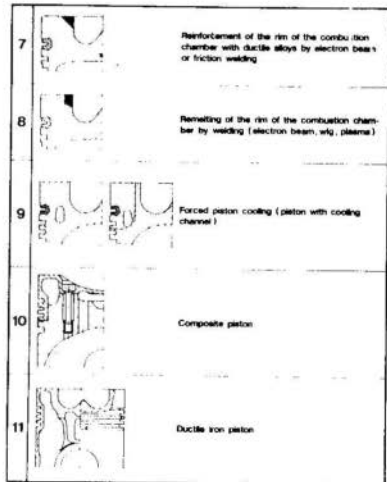 7
Reinforcement of the rim of the combustion
chamber with ductile alloys by electron beam
or friction welding
8
Remelting of the rim of the combustion cham-
ber by welding (electron beam, wig, plasma)
9
Forced piston cooling (piston with cooling
channel)
10
Composite piston
11
Ductile iron piston